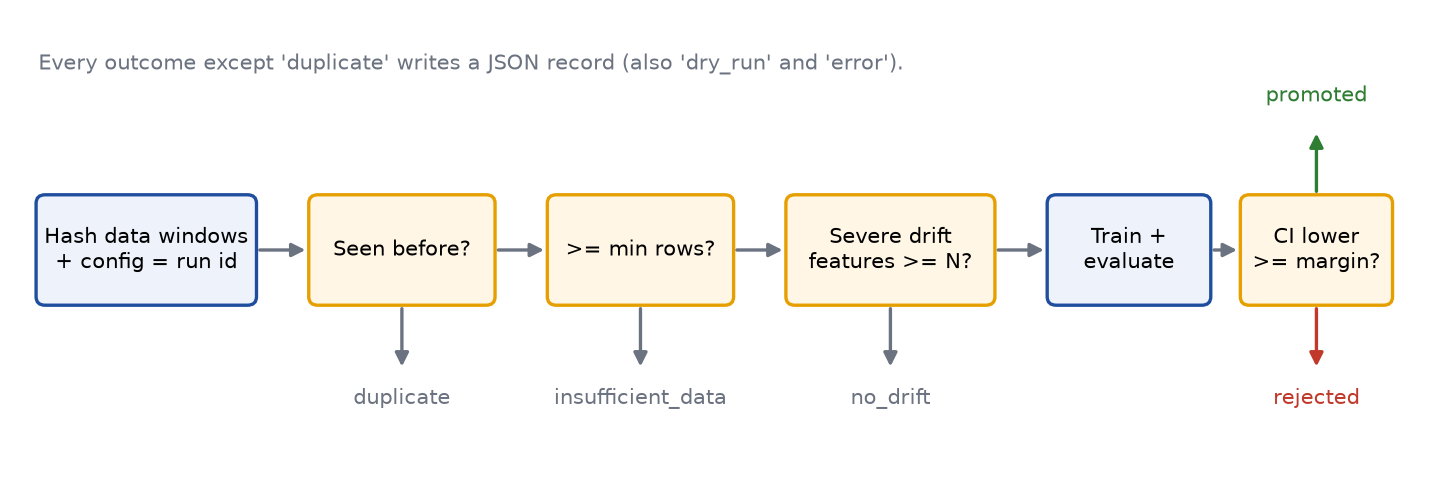 Every outcome except 'duplicate' writes a JSON record (also 'dry_run' and 'error').
promoted
Hash data windows
+ config = run id
Seen before?
>= min rows?
Severe drift
features >= N?
Train +
evaluate
CI lower
>= margin?
duplicate
insufficient_data
no_drift
rejected